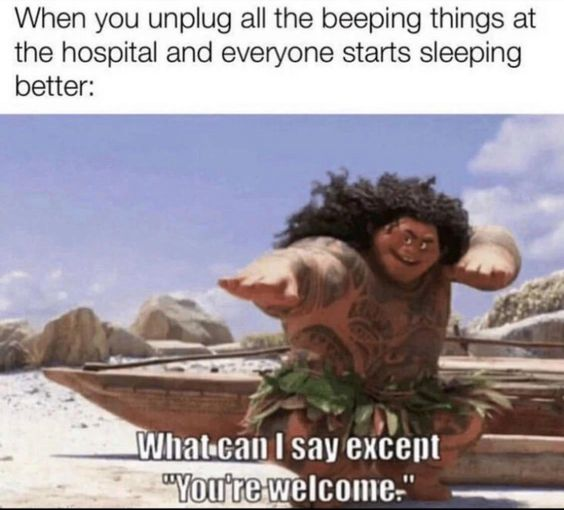 When you unplug all the beeping things at
the hospital and everyone starts sleeping
better:
What can I say except
"You're welcome."